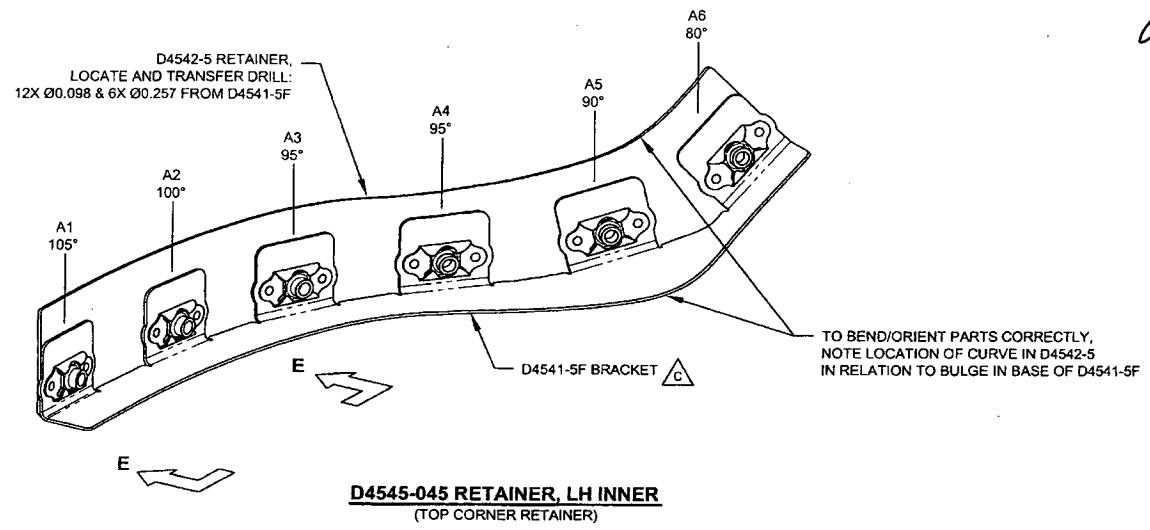 A6
80°
D4542-5 RETAINER,
LOCATE AND TRANSFER DRILL:
12X Ø0.098 & 6X Ø0.257 FROM D4541-5F
A5
90°
A4
95°
A3
95°
A2
100°
A1
105°
TO BEND/ORIENT PARTS CORRECTLY,
NOTE LOCATION OF CURVE IN D4542-5
IN RELATION TO BULGE IN BASE OF D4541-5F
E
D4541-5F BRACKET C
E
D4545-045 RETAINER, LH INNER
(TOP CORNER RETAINER)